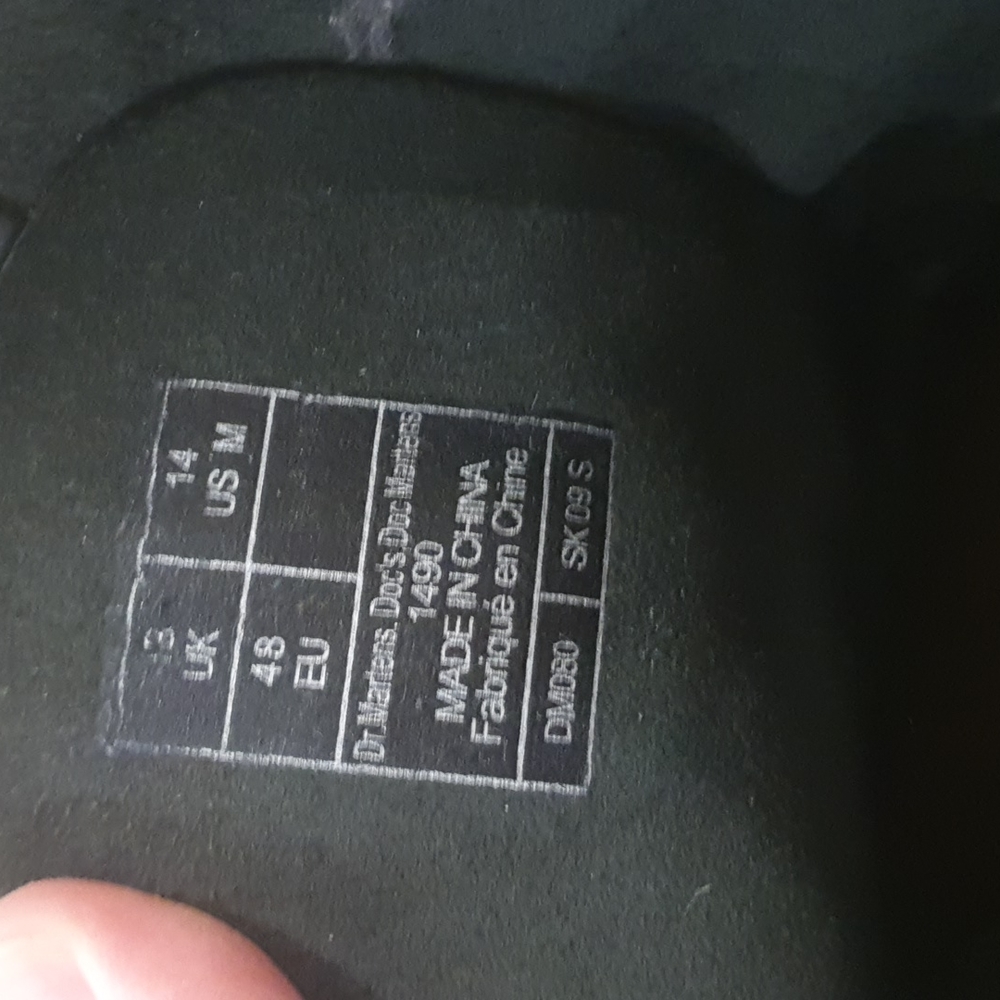 13
UK
14
US M
48
EU
Dr. Martens. Doc's. Doc Martens
1490
MADE IN CHINA
Fabriqué en Chine
DM080
SK09 S